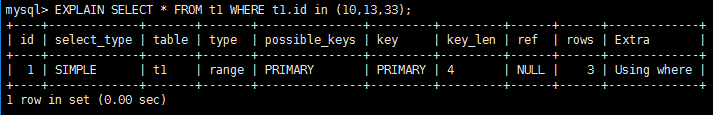 mysql> EXPLAIN SELECT * FROM t1 WHERE t1.id in (10,13,33);
+----+-------------+-------+-------+---------------+---------+---------+------+------+-------------+
| id | select_type | table | type  | possible_keys | key     | key_len | ref  | rows | Extra       |
+----+-------------+-------+-------+---------------+---------+---------+------+------+-------------+
|  1 | SIMPLE      | t1    | range | PRIMARY       | PRIMARY | 4       | NULL |    3 | Using where |
+----+-------------+-------+-------+---------------+---------+---------+------+------+-------------+
1 row in set (0.00 sec)